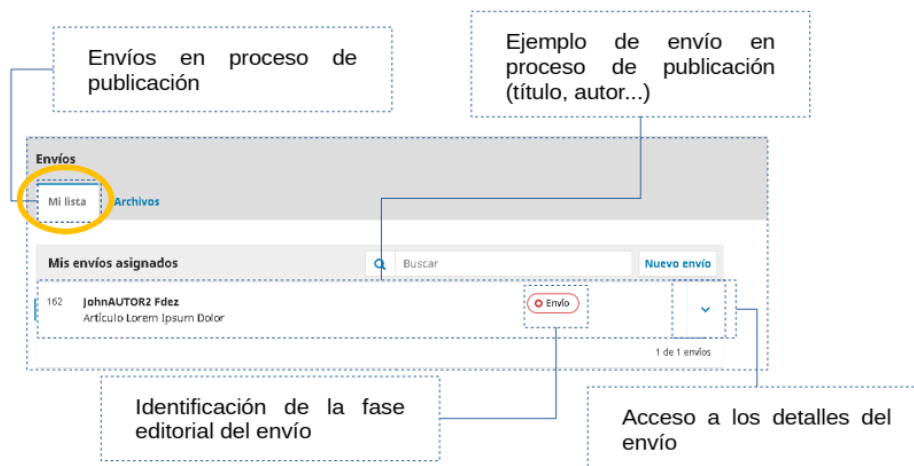 Envíos en proceso de
publicación
Ejemplo de envío en
proceso de publicación
(título, autor...)
Envíos
Mi lista
Archivos
Mis envíos asignados
Buscar
Nuevo envío
162
JohnAUTOR2 Fdez
Envío
Artículo Lorem Ipsum Dolor
1 de 1 envíos
Identificación de la fase
editorial del envío
Acceso a los detalles del
envío